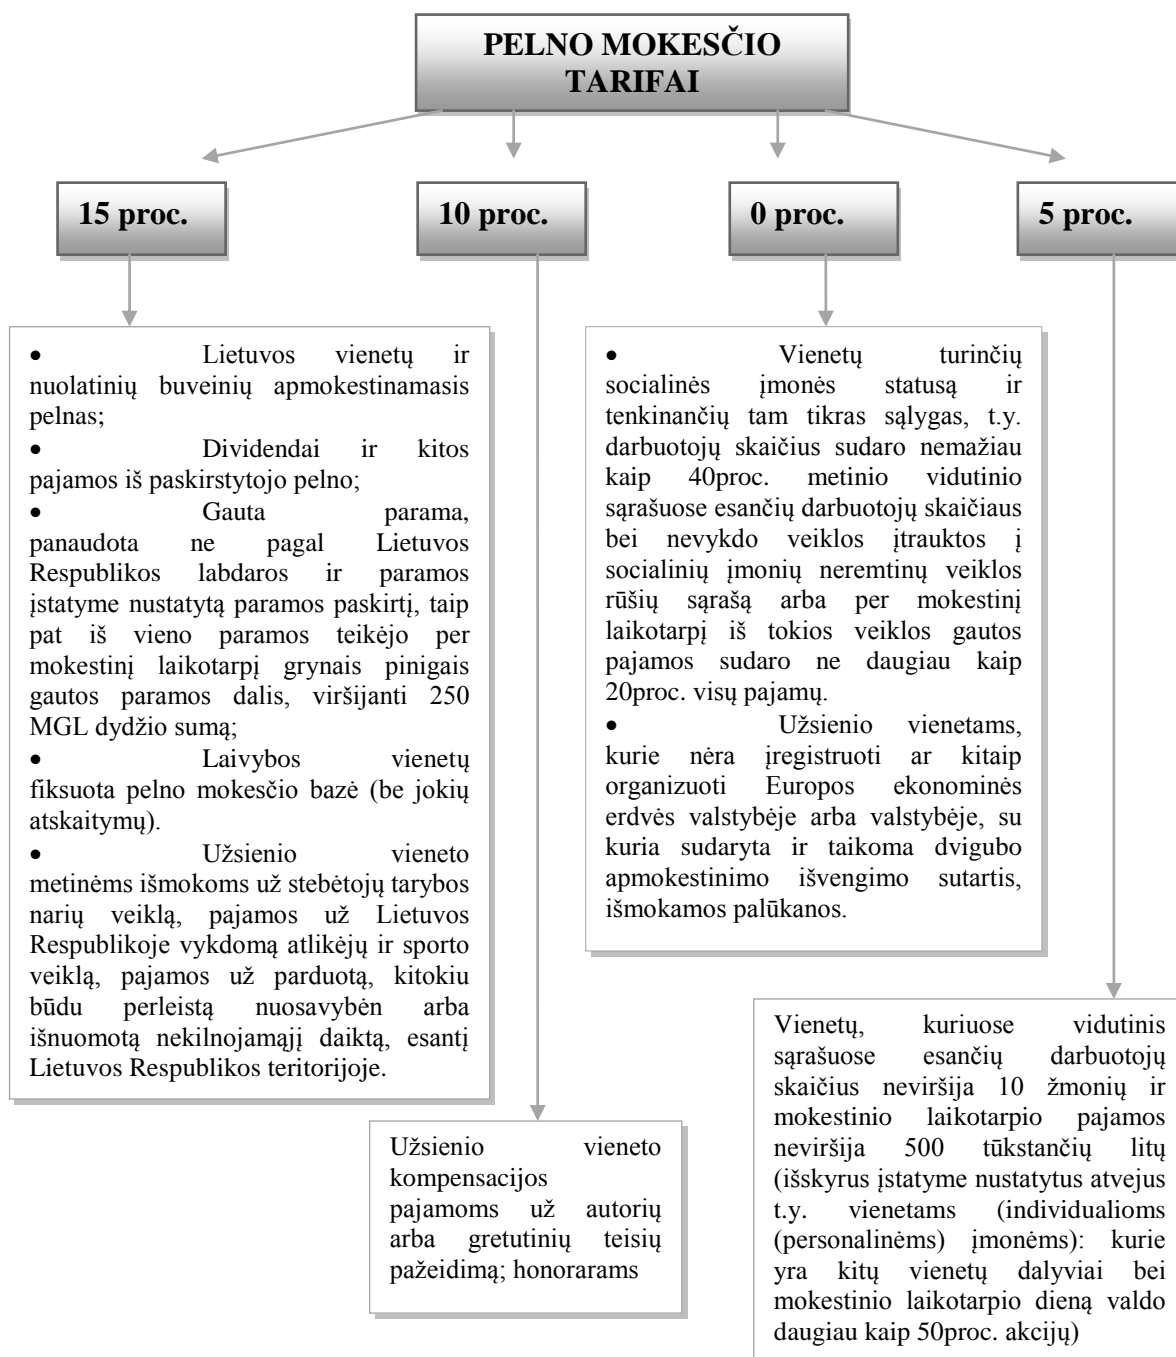 PELNO MOKESČIO
TARIFAI
15 proc.
10 proc.
0 proc.
5 proc.
• Lietuvos vienetų ir
nuolatinių buveinių apmokestinamasis
pelnas;
• Dividendai ir kitos
pajamos iš paskirstytojo pelno;
• Gauta parama,
panaudota ne pagal Lietuvos
Respublikos labdaros ir paramos
įstatyme nustatytą paramos paskirtį, taip
pat iš vieno paramos teikėjo per
mokestinį laikotarpį grynais pinigais
gautos paramos dalis, viršijanti 250
MGL dydžio sumą;
• Laivybos vienetų
fiksuota pelno mokesčio bazė (be jokių
atskaitymų).
• Užsienio vieneto
metinėms išmokoms už stebėtojų tarybos
narių veiklą, pajamos už Lietuvos
Respublikoje vykdomą atlikėjų ir sporto
veiklą, pajamos už parduotą, kitokiu
būdu perleistą nuosavybėn arba
išnuomotą nekilnojamąjį daiktą, esantį
Lietuvos Respublikos teritorijoje.
Užsienio vieneto
kompensacijos
pajamoms už autorių
arba gretutinių teisių
pažeidimą; honorarams
• Vienetų turinčių
socialinės įmonės statusą ir
tenkinančių tam tikras sąlygas, t.y.
darbuotojų skaičius sudaro nemažiau
kaip 40proc. metinio vidutinio
sąrašuose esančių darbuotojų skaičiaus
bei nevykdo veiklos įtrauktos į
socialinių įmonių neremtinų veiklos
rūšių sąrašą arba per mokestinį
laikotarpį iš tokios veiklos gautos
pajamos sudaro ne daugiau kaip
20proc. visų pajamų.
• Užsienio vienetams,
kurie nėra įregistruoti ar kitaip
organizuoti Europos ekonominės
erdvės valstybėje arba valstybėje, su
kuria sudaryta ir taikoma dvigubo
apmokestinimo išvengimo sutartis,
išmokamos palūkanos.
Vienetų, kuriuose vidutinis
sąrašuose esančių darbuotojų
skaičius neviršija 10 žmonių ir
mokestinio laikotarpio pajamos
neviršija 500 tūkstančių litų
(išskyrus įstatyme nustatytus atvejus
t.y. vienetams (individualioms
(personalinėms) įmonėms): kurie
yra kitų vienetų dalyviai bei
mokestinio laikotarpio dieną valdo
daugiau kaip 50proc. akcijų)